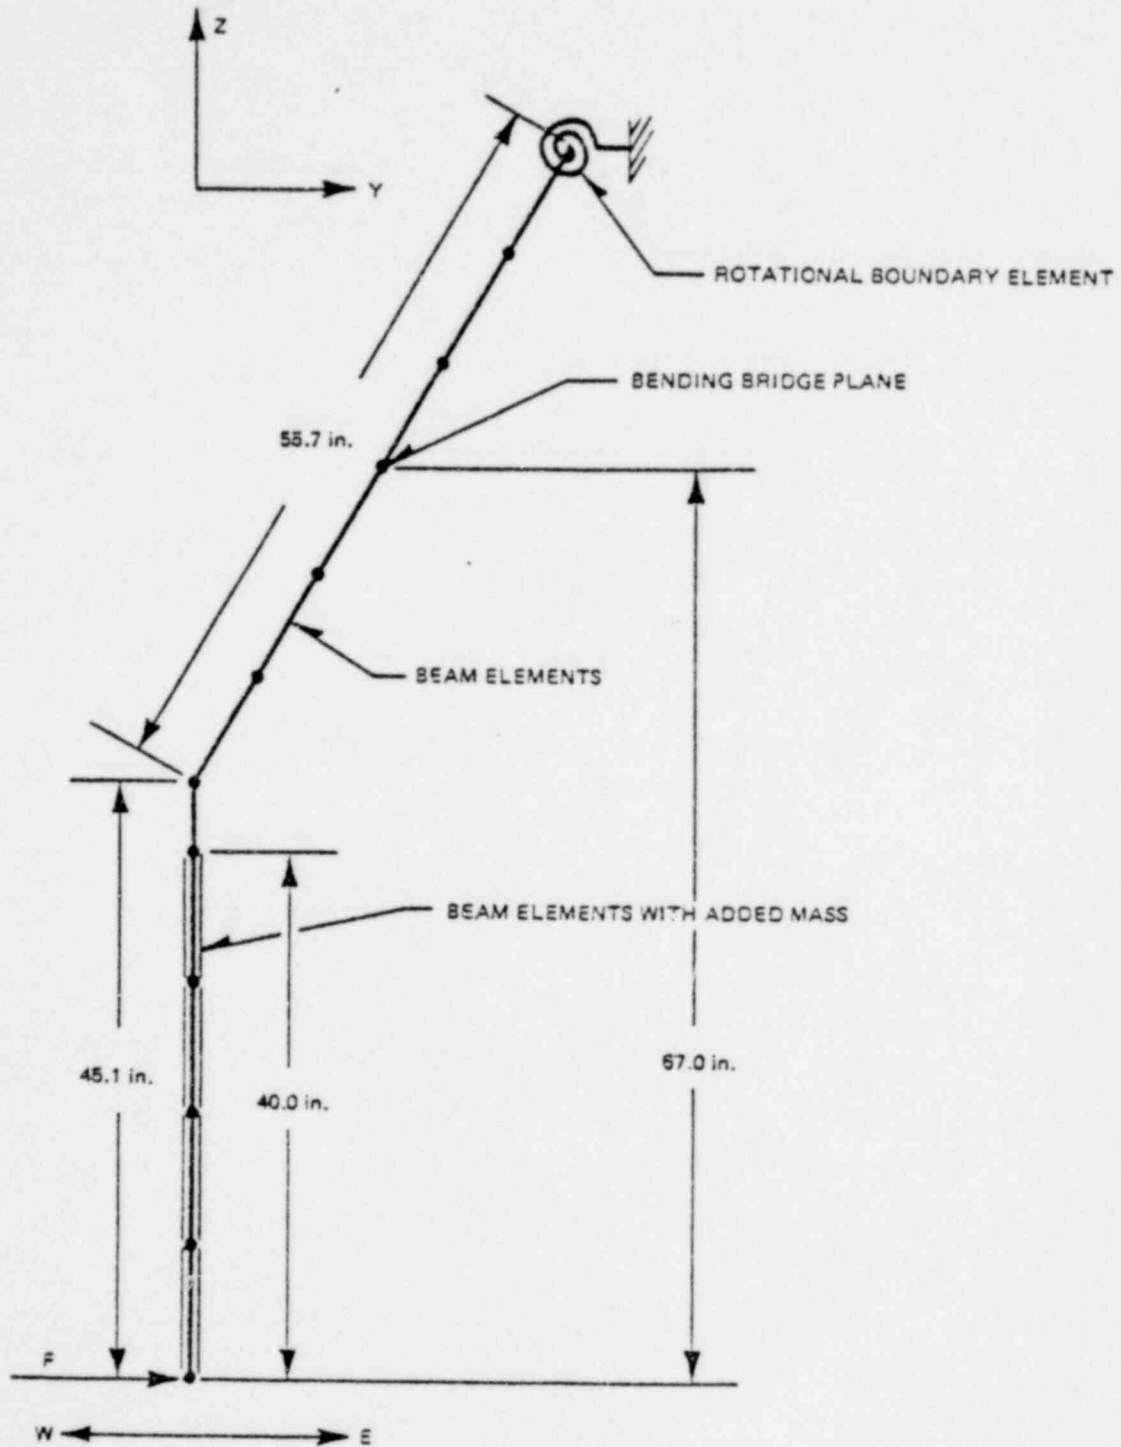 Z
Y
ROTATIONAL BOUNDARY ELEMENT
BENDING BRIDGE PLANE
55.7 in.
BEAM ELEMENTS
BEAM ELEMENTS WITH ADDED MASS
45.1 in.
40.0 in.
67.0 in.
F
W
E